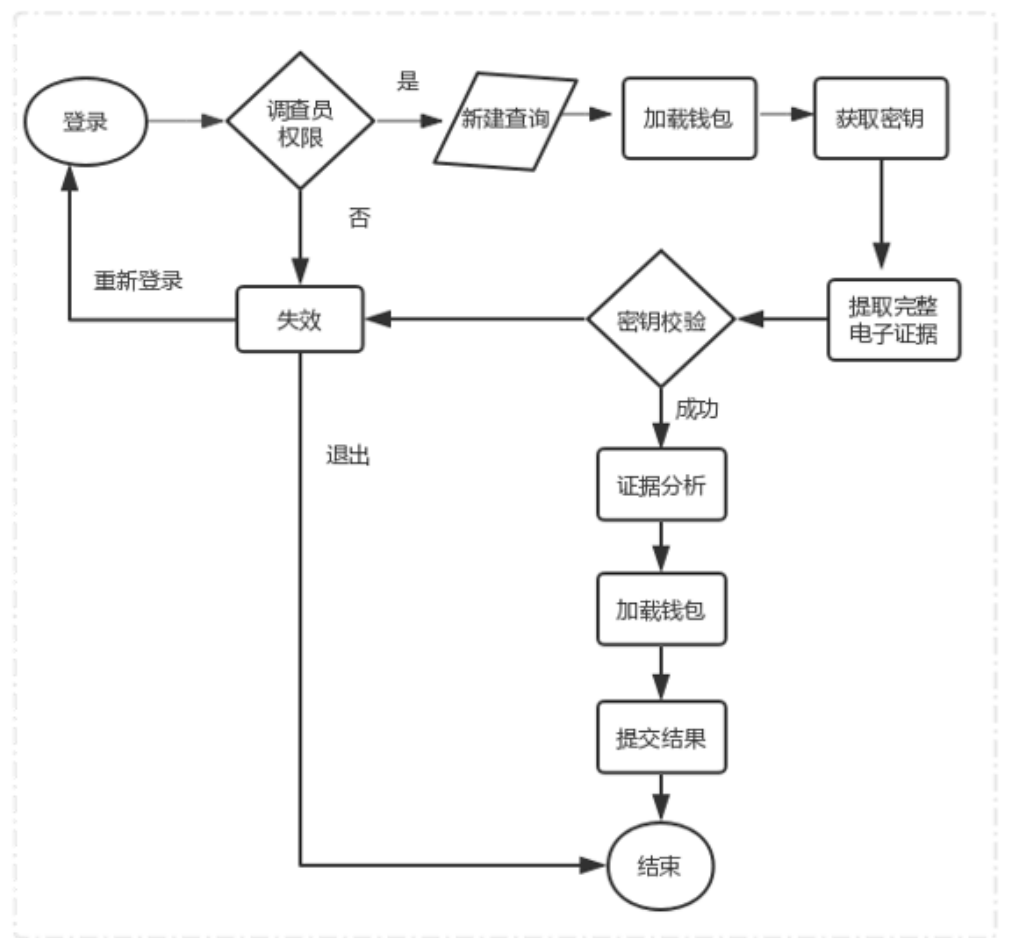 登录
调查员
权限
是
新建查询
加载钱包
获取密钥
否
重新登录
失效
密钥校验
提取完整
电子证据
成功
退出
证据分析
加载钱包
提交结果
结束